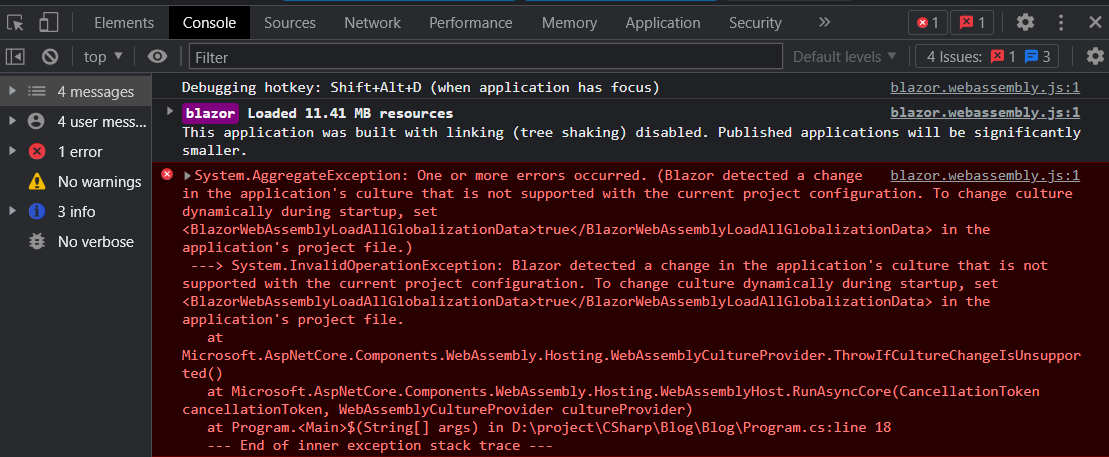 Elements Console Sources Network Performance Memory Application Security » 1 1
top Filter Default levels 4 Issues: 1 3
4 messages
4 user mess...
1 error
No warnings
3 info
No verbose
Debugging hotkey: Shift+Alt+D (when application has focus) blazor.webassembly.js:1
blazor Loaded 11.41 MB resources blazor.webassembly.js:1
This application was built with linking (tree shaking) disabled. Published applications will be significantly
smaller.
System.AggregateException: One or more errors occurred. (Blazor detected a change blazor.webassembly.js:1
in the application's culture that is not supported with the current project configuration. To change culture
dynamically during startup, set
<BlazorWebAssemblyLoadAllGlobalizationData>true</BlazorWebAssemblyLoadAllGlobalizationData> in the
application's project file.)
---> System.InvalidOperationException: Blazor detected a change in the application's culture that is not
supported with the current project configuration. To change culture dynamically during startup, set
<BlazorWebAssemblyLoadAllGlobalizationData>true</BlazorWebAssemblyLoadAllGlobalizationData> in the
application's project file.
at
Microsoft.AspNetCore.Components.WebAssembly.Hosting.WebAssemblyCultureProvider.ThrowIfCultureChangeIsUnsuppor
ted()
at Microsoft.AspNetCore.Components.WebAssembly.Hosting.WebAssemblyHost.RunAsyncCore(CancellationToken
cancellationToken, WebAssemblyCultureProvider cultureProvider)
at Program.<Main>$(String[] args) in D:\project\CSharp\Blog\Blog\Program.cs:line 18
--- End of inner exception stack trace ---